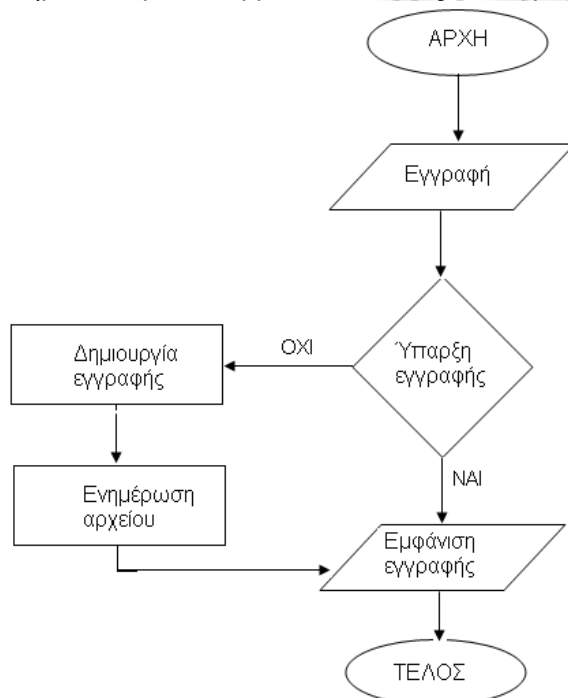 ΑΡΧΗ
Εγγραφή
Ύπαρξη
εγγραφής
ΟΧΙ
Δημιουργία
εγγραφής
Ενημέρωση
αρχείου
ΝΑΙ
Εμφάνιση
εγγραφής
ΤΕΛΟΣ